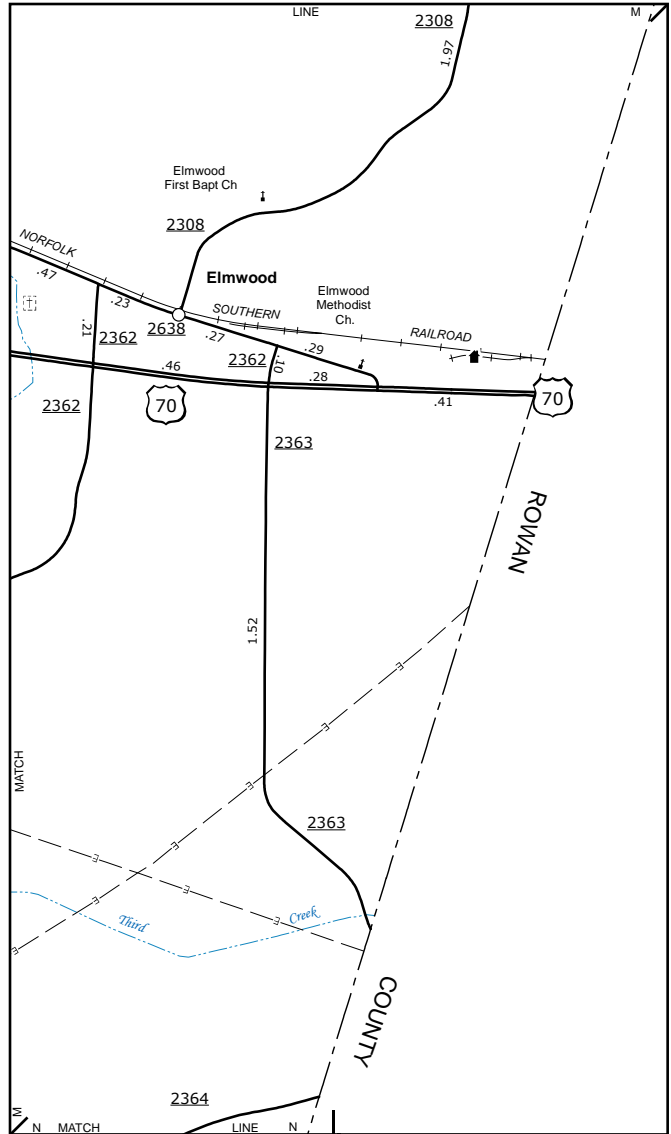 LINE
M
2308
1.97
Elmwood
First Bapt Ch
2308
NORFOLK
Elmwood
.47
Elmwood
Methodist
Ch.
.23
SOUTHERN
RAILROAD
2638
.27
.29
.21
2362
2362
.10
.46
.28
.41
70
70
2362
2363
ROWAN
1.52
E
E
E
MATCH
2363
E
E
E
E
E
E
Third
Creek
COUNTY
2364
M
N
MATCH
LINE
N